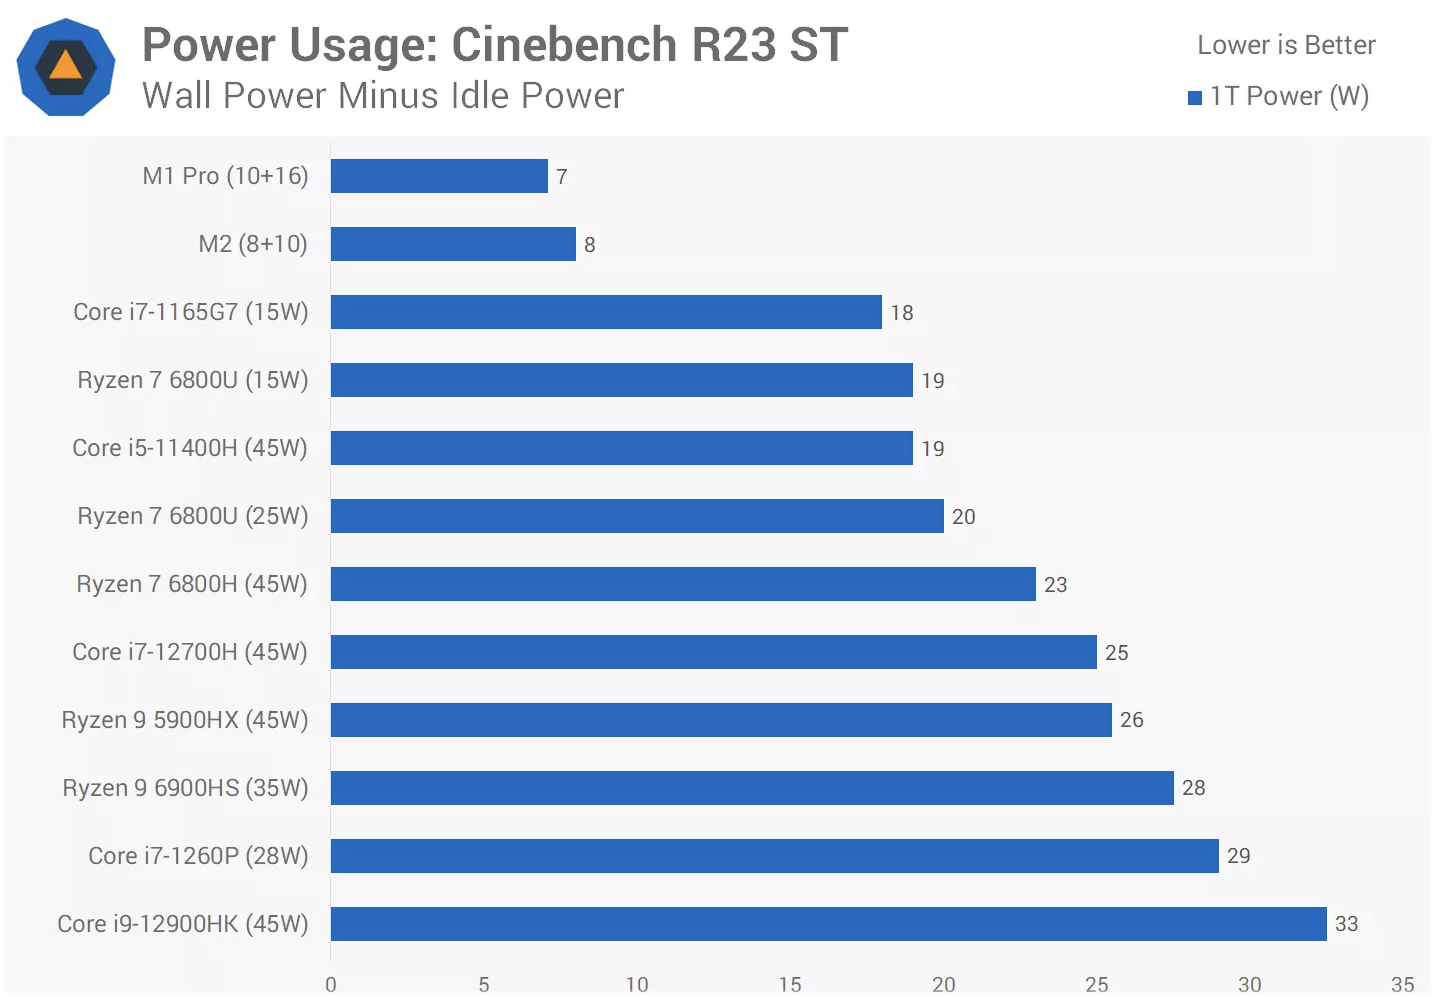 Power Usage: Cinebench R23 ST
Wall Power Minus Idle Power
Lower is Better
1T Power (W)
M1 Pro (10+16) 7
M2 (8+10) 8
Core i7-1165G7 (15W) 18
Ryzen 7 6800U (15W) 19
Core i5-11400H (45W) 19
Ryzen 7 6800U (25W) 20
Ryzen 7 6800H (45W) 23
Core i7-12700H (45W) 25
Ryzen 9 5900HX (45W) 26
Ryzen 9 6900HS (35W) 28
Core i7-1260P (28W) 29
Core i9-12900HK (45W) 33
0 5 10 15 20 25 30 35